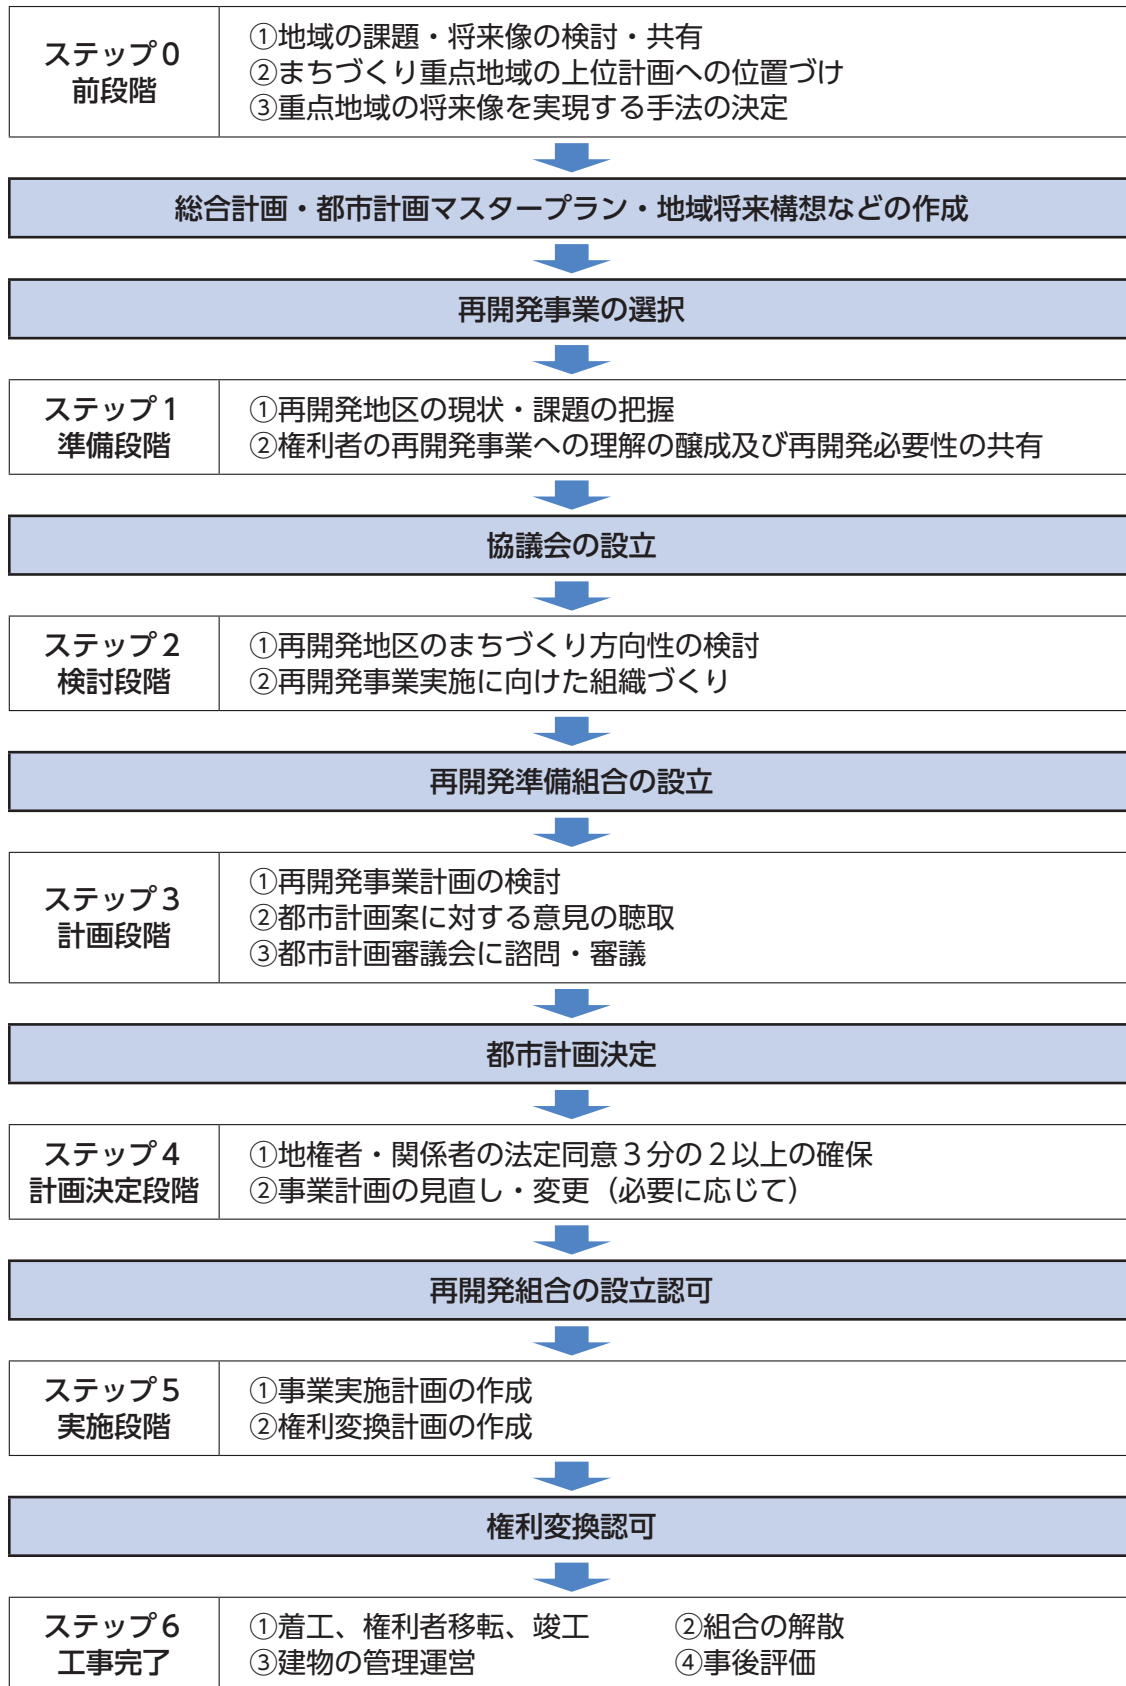 ステップ０
前段階
①地域の課題・将来像の検討・共有
②まちづくり重点地域の上位計画への位置づけ
③重点地域の将来像を実現する手法の決定
総合計画・都市計画マスタープラン・地域将来構想などの作成
再開発事業の選択
ステップ１
準備段階
①再開発地区の現状・課題の把握
②権利者の再開発事業への理解の醸成及び再開発必要性の共有
協議会の設立
ステップ２
検討段階
①再開発地区のまちづくり方向性の検討
②再開発事業実施に向けた組織づくり
再開発準備組合の設立
ステップ３
計画段階
①再開発事業計画の検討
②都市計画案に対する意見の聴取
③都市計画審議会に諮問・審議
都市計画決定
ステップ４
計画決定段階
①地権者・関係者の法定同意３分の２以上の確保
②事業計画の見直し・変更（必要に応じて）
再開発組合の設立認可
ステップ５
実施段階
①事業実施計画の作成
②権利変換計画の作成
権利変換認可
ステップ６
工事完了
①着工、権利者移転、竣工 ②組合の解散
③建物の管理運営 ④事後評価